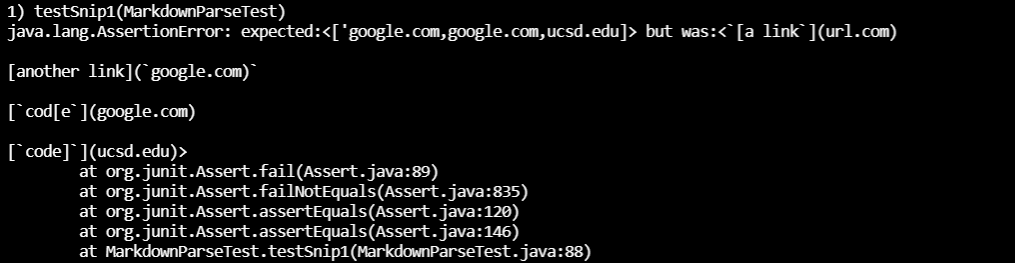 1) testSnip1(MarkdownParseTest)
java.lang.AssertionError: expected:<['google.com,google.com,ucsd.edu]> but was:<`[a link`](url.com)
[another link](`google.com)`
[`cod[e`](google.com)
[`code]`](ucsd.edu)>
at org.junit.Assert.fail(Assert.java:89)
at org.junit.Assert.failNotEquals(Assert.java:835)
at org.junit.Assert.assertEquals(Assert.java:120)
at org.junit.Assert.assertEquals(Assert.java:146)
at MarkdownParseTest.testSnip1(MarkdownParseTest.java:88)